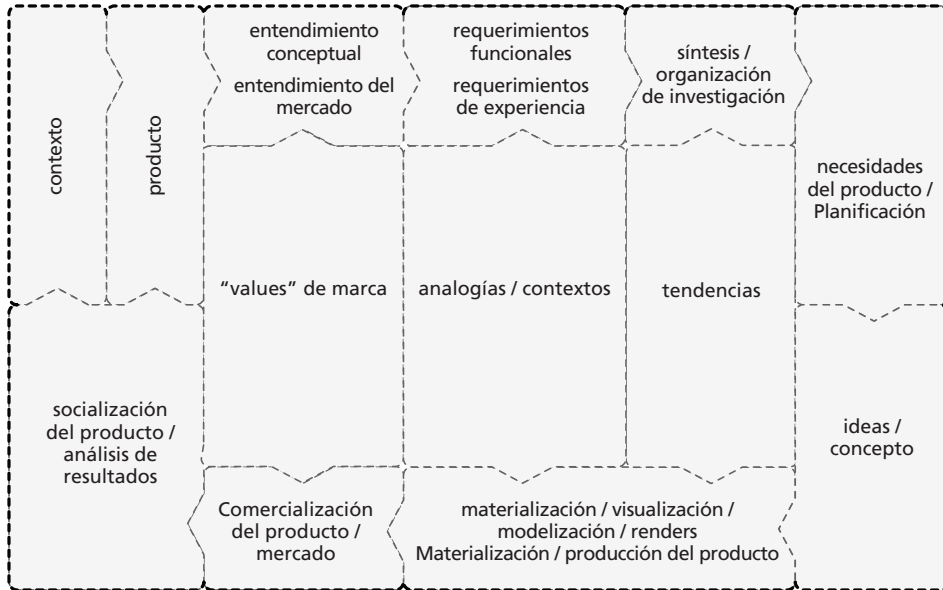 contexto
producto
entendimiento
conceptual
entendimiento del
mercado
requerimientos
funcionales
requerimientos
de experiencia
síntesis /
organización
de investigación
necesidades
del producto /
Planificación
“values” de marca
analogías / contextos
tendencias
socialización
del producto /
análisis de
resultados
Comercialización
del producto /
mercado
materialización / visualización /
modelización / renders
Materialización / producción del producto
ideas /
concepto